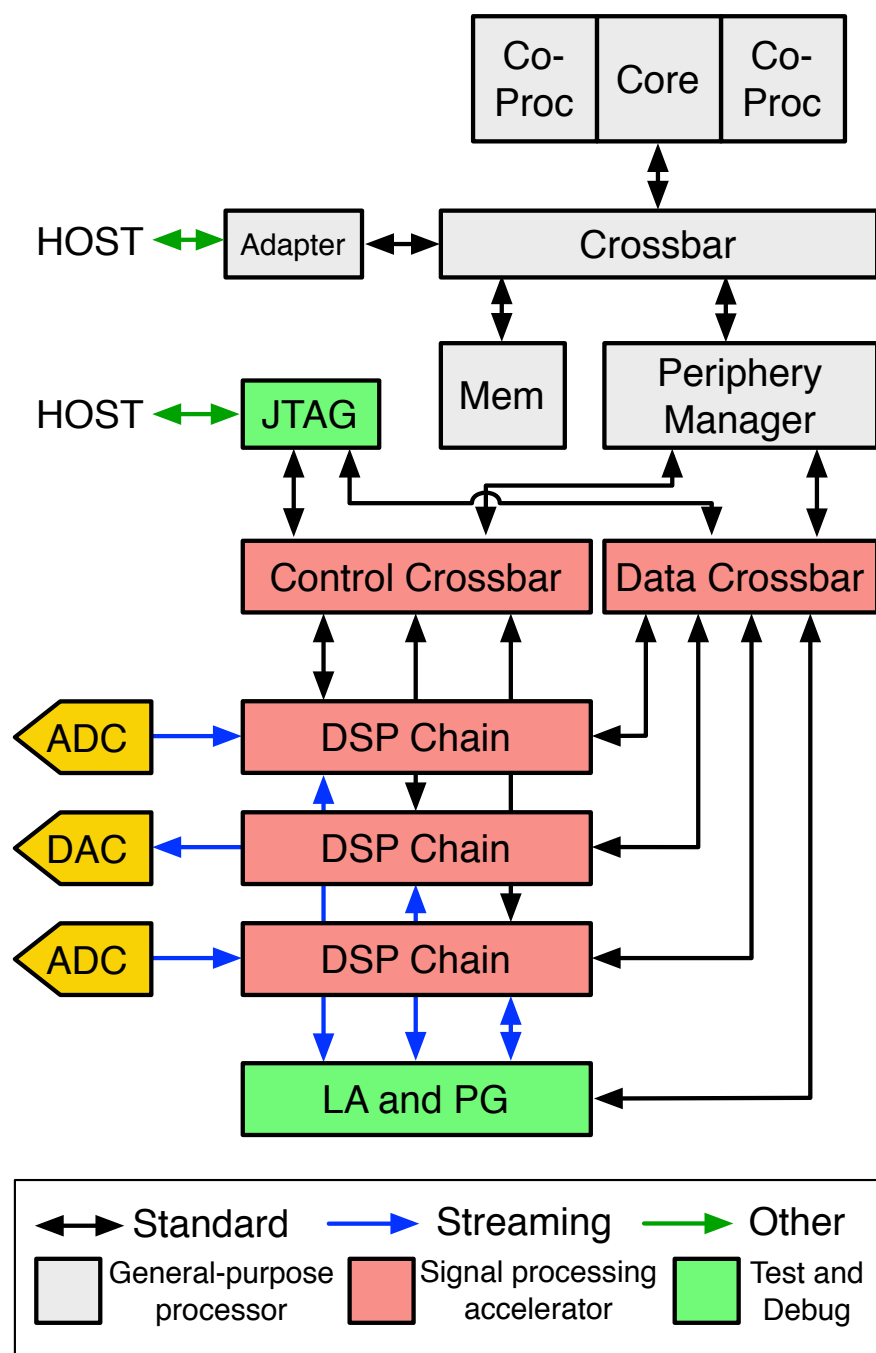 Co-
Proc
Core
Co-
Proc
HOST
Adapter
Crossbar
HOST
JTAG
Mem
Periphery
Manager
Control Crossbar
Data Crossbar
ADC
DSP Chain
DAC
DSP Chain
ADC
DSP Chain
LA and PG
Standard
Streaming
Other
General-purpose
processor
Signal processing
accelerator
Test and
Debug